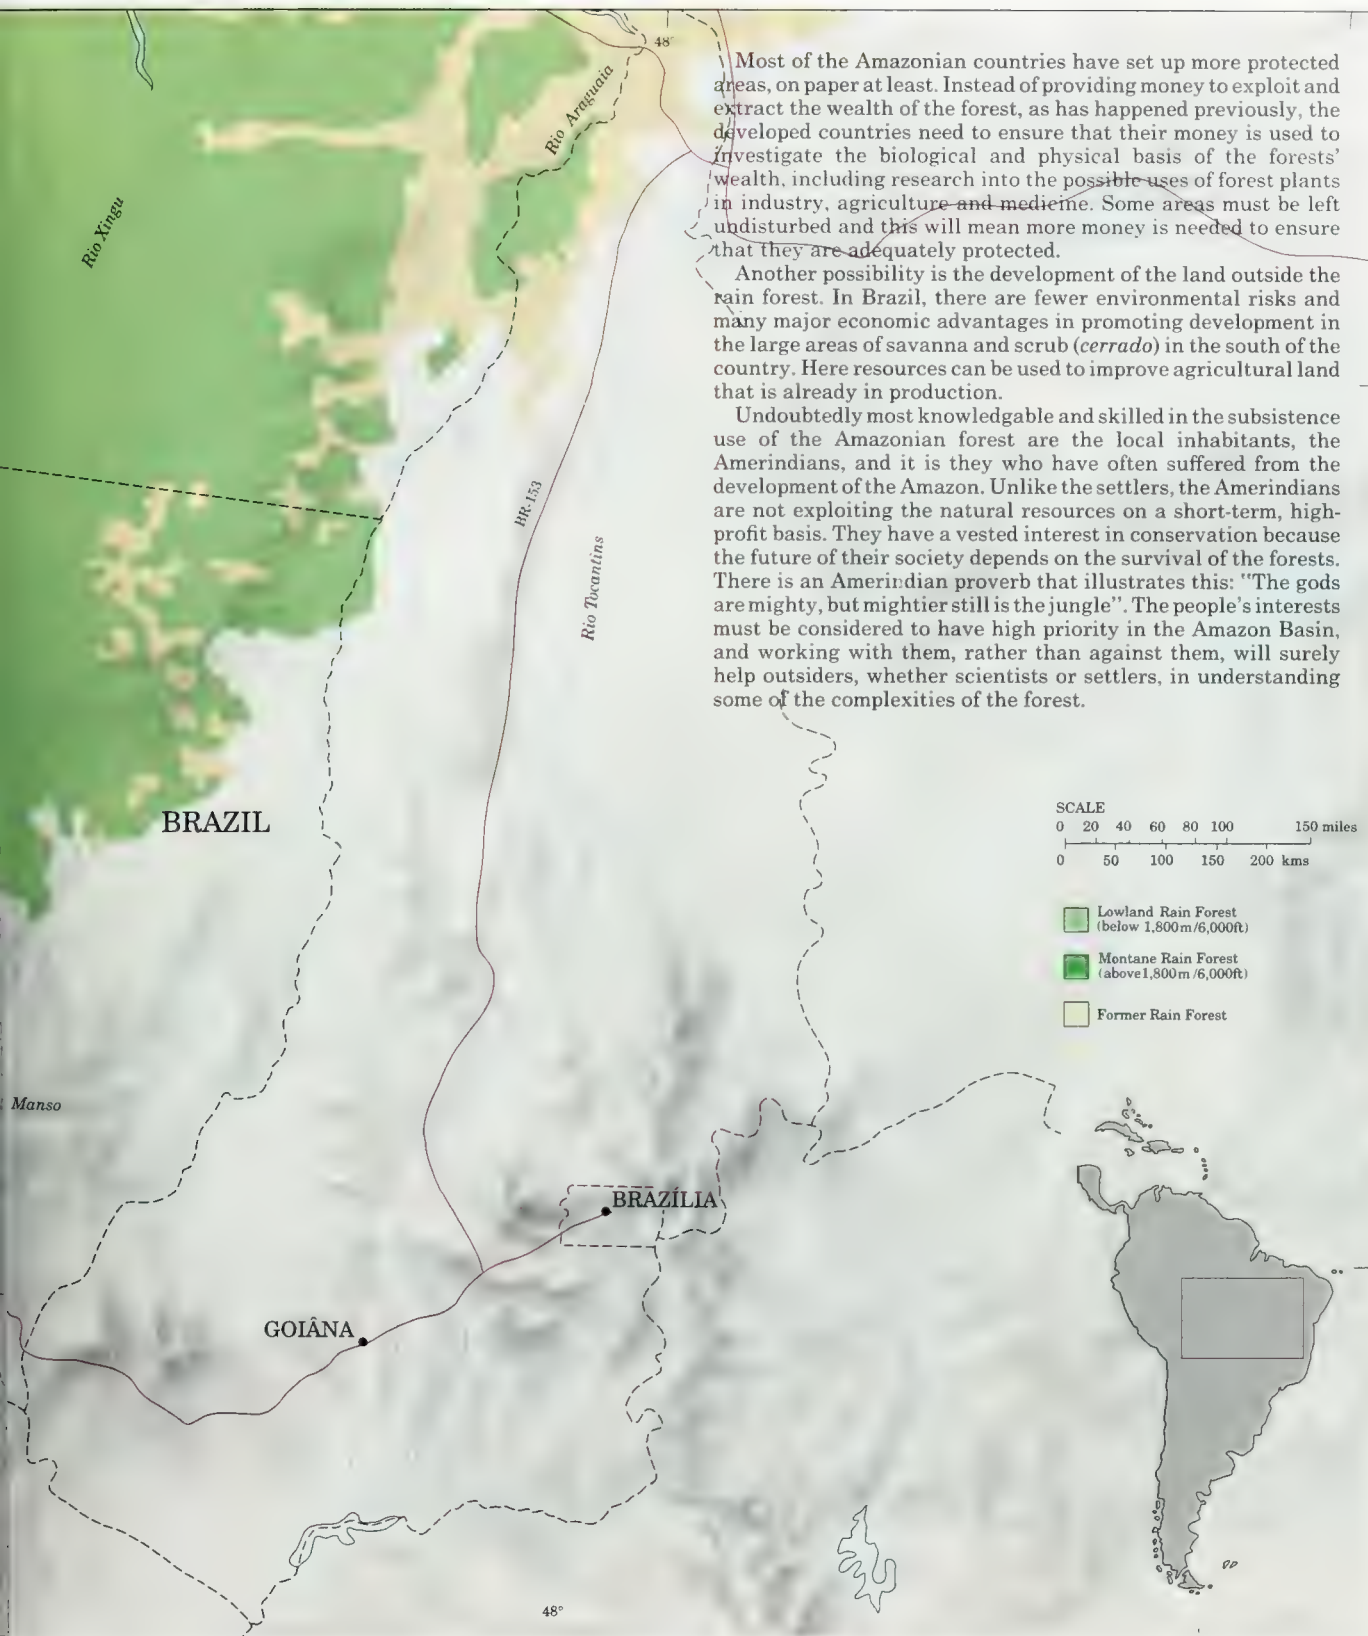 48°
Most of the Amazonian countries have set up more protected
areas, on paper at least. Instead of providing money to exploit and
extract the wealth of the forest, as has happened previously, the
developed countries need to ensure that their money is used to
investigate the biological and physical basis of the forests'
wealth, including research into the possible uses of forest plants
in industry, agriculture and medicine. Some areas must be left
undisturbed and this will mean more money is needed to ensure
that they are adequately protected.
Another possibility is the development of the land outside the
rain forest. In Brazil, there are fewer environmental risks and
many major economic advantages in promoting development in
the large areas of savanna and scrub (cerrado) in the south of the
country. Here resources can be used to improve agricultural land
that is already in production.
Undoubtedly most knowledgable and skilled in the subsistence
use of the Amazonian forest are the local inhabitants, the
Amerindians, and it is they who have often suffered from the
development of the Amazon. Unlike the settlers, the Amerindians
are not exploiting the natural resources on a short-term, high-
profit basis. They have a vested interest in conservation because
the future of their society depends on the survival of the forests.
There is an Amerindian proverb that illustrates this: "The gods
are mighty, but mightier still is the jungle". The people's interests
must be considered to have high priority in the Amazon Basin,
and working with them, rather than against them, will surely
help outsiders, whether scientists or settlers, in understanding
some of the complexities of the forest.
Rio Araguaia
Rio Xingu
BR-153
Rio Tocantins
BRAZIL
SCALE
0 20 40 60 80 100 150 miles
0 50 100 150 200 kms
Lowland Rain Forest
(below 1,800m/6,000ft)
Montane Rain Forest
(above 1,800m/6,000ft)
Former Rain Forest
Manso
BRAZÍLIA
GOIÂNA
48°